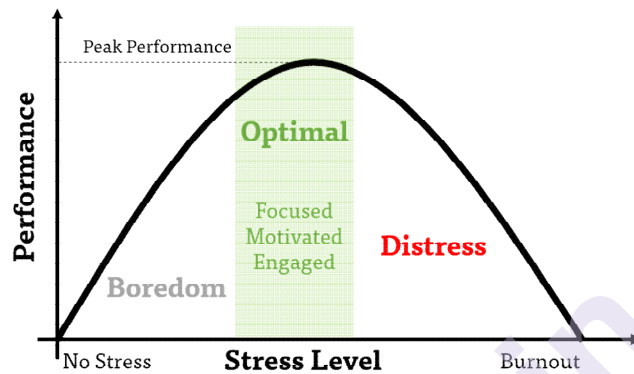 Peak Performance
Optimal
Focused
Motivated
Engaged
Distress
Boredom
Performance
No Stress
Stress Level
Burnout